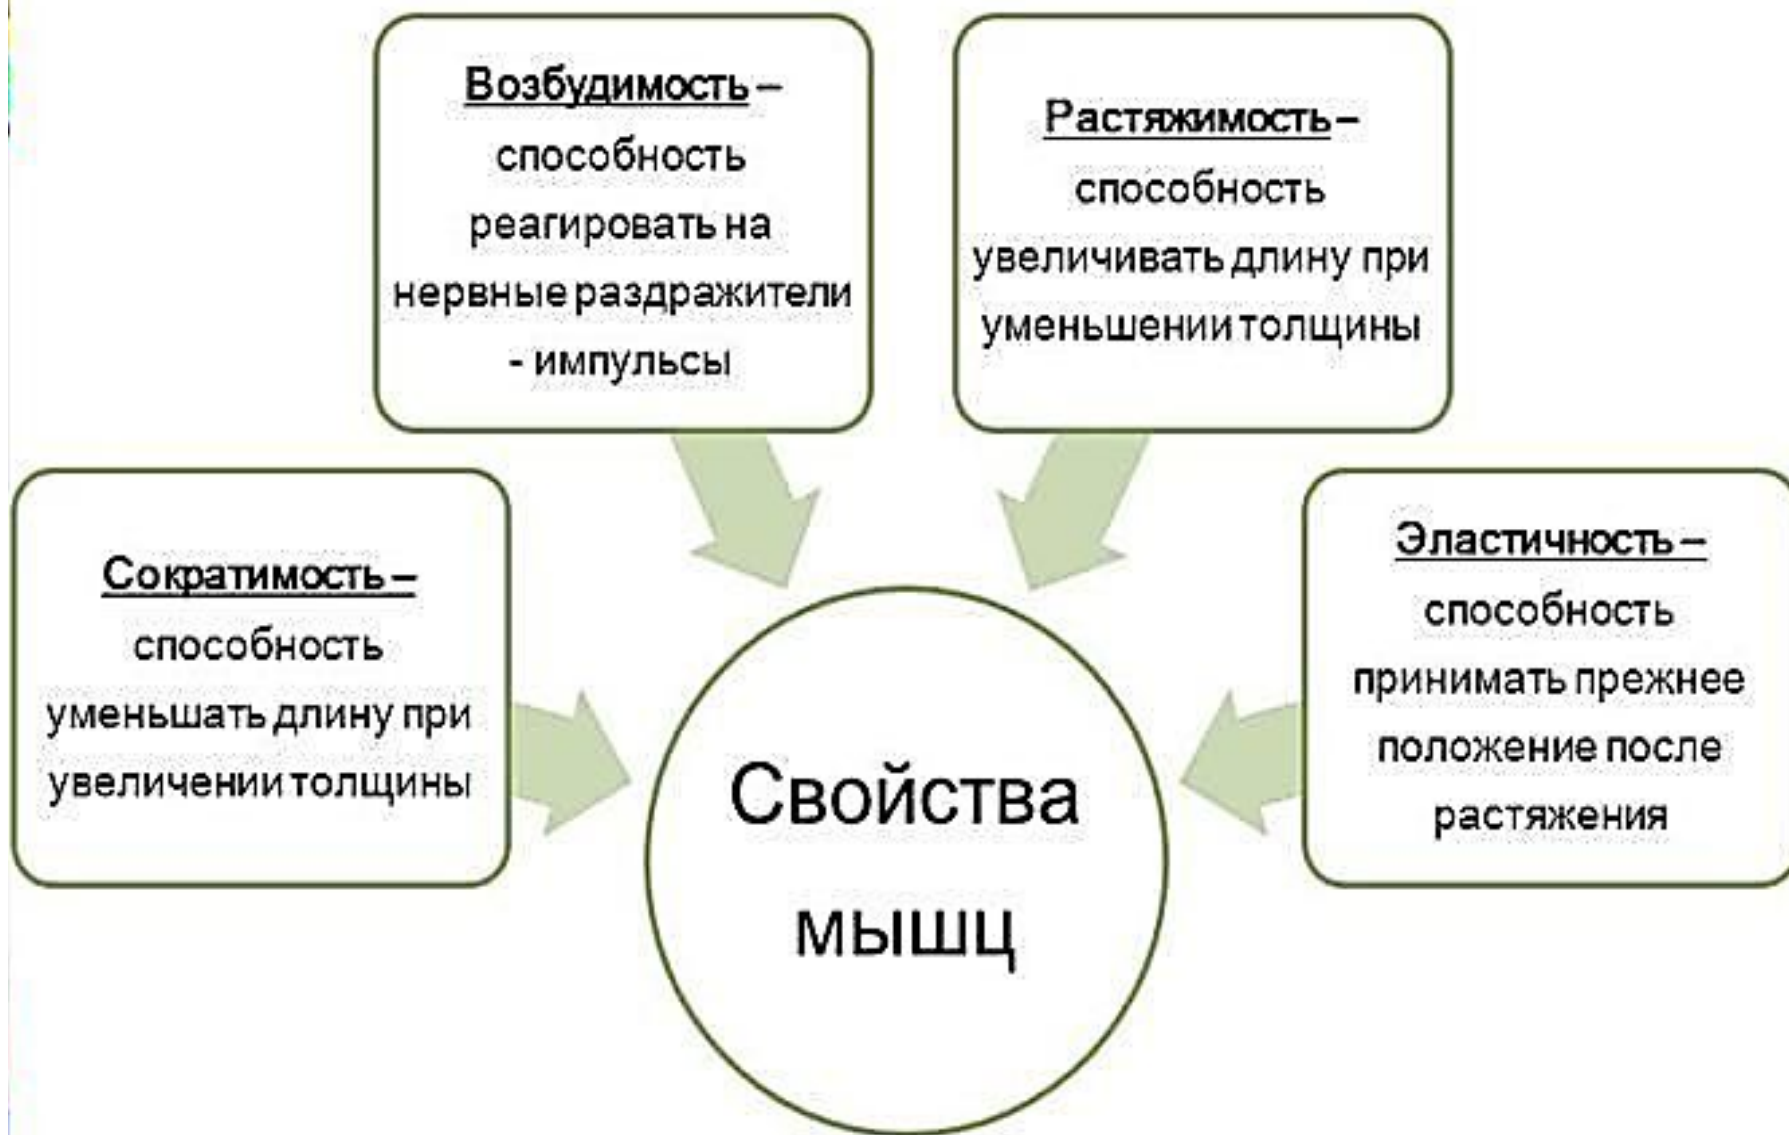 Возбудимость –
способность
реагировать на
нервные раздражители
- импульсы
Растяжимость –
способность
увеличивать длину при
уменьшении толщины
Сократимость –
способность
уменьшать длину при
увеличении толщины
Эластичность –
способность
принимать прежнее
положение после
растяжения
Свойства
мышц